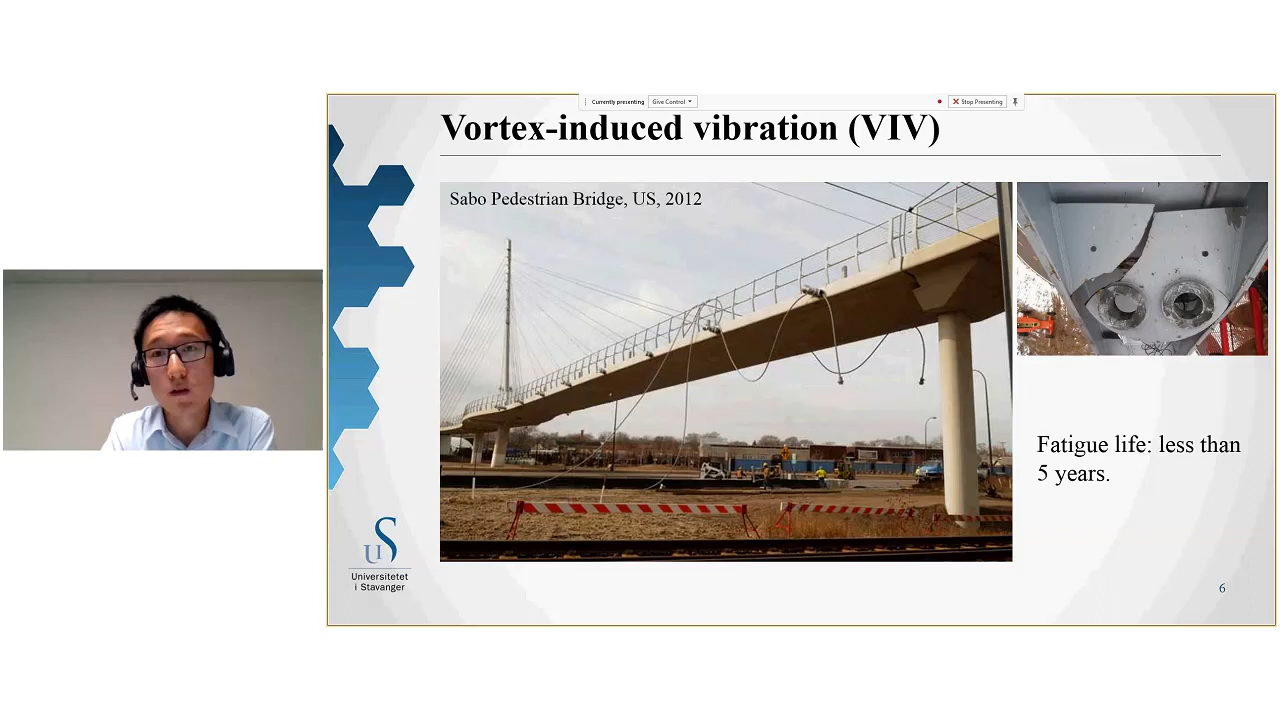 Currently presenting Give Control Stop Presenting
Vortex-induced vibration (VIV)
Sabo Pedestrian Bridge, US, 2012
Fatigue life: less than
5 years.
uS
Universitetet
i Stavanger
6